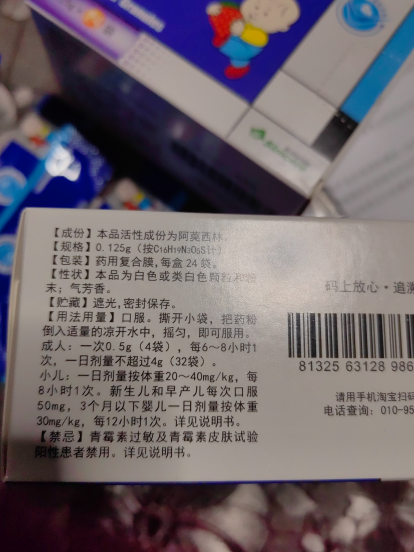 【成份】本品活性成份为阿莫西林。
【规格】0.125g（按C16H19N3O5S计）
【包装】药用复合膜,每盒24袋。
【性状】本品为白色或类白色颗粒和粉
末；气芳香。
【贮藏】遮光,密封保存。
【用法用量】口服。撕开小袋，把药粉
倒入适量的凉开水中，摇匀，即可服用。
成人：一次0.5g（4袋），每6～8小时1
次，一日剂量不超过4g（32袋）。
小儿：一日剂量按体重20～40mg/kg，每
8小时1次。新生儿和早产儿每次口服
50mg，3个月以下婴儿一日剂量按体重
30mg/kg，每12小时1次。详见说明书。
【禁忌】青霉素过敏及青霉素皮肤试验
阳性患者禁用。详见说明书。
码上放心·追溯
81325 63128 986
请用手机淘宝扫码
电话查询：010-95